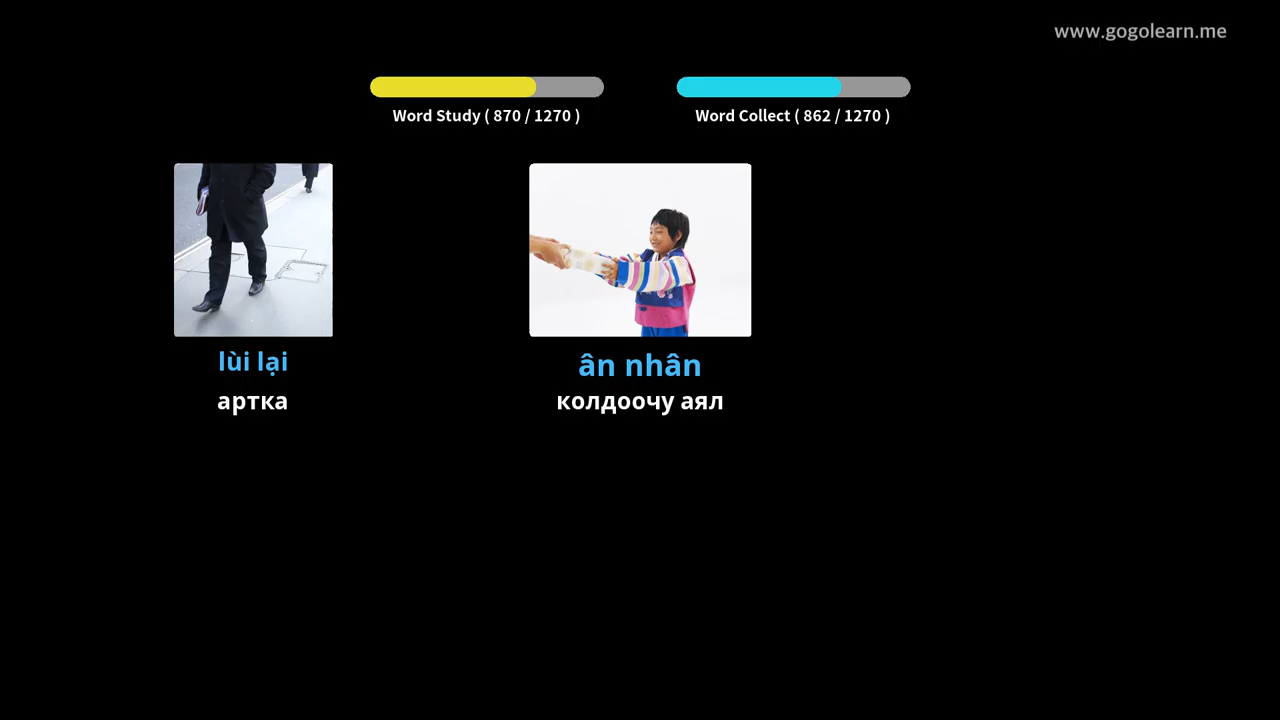 www.gogolearn.me
Word Study ( 870 / 1270 )
Word Collect ( 862 / 1270 )
lùi lại
артка
ân nhân
колдоочу аял